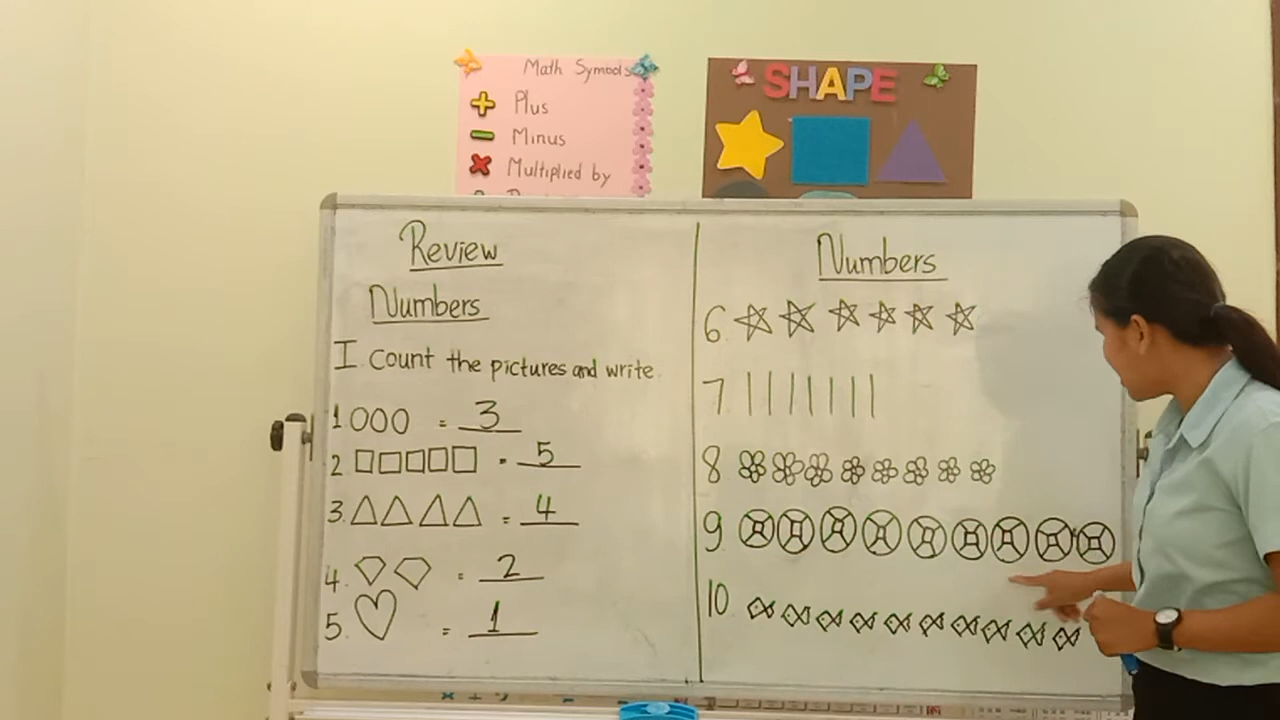 Math Symbols
Plus
Minus
Multiplied by
SHAPE
Review
Numbers
I. Count the pictures and write.
1. = 3
2 = 5
3. = 4
4. = 2
5. = 1
Numbers
6.
7.
8
9
10